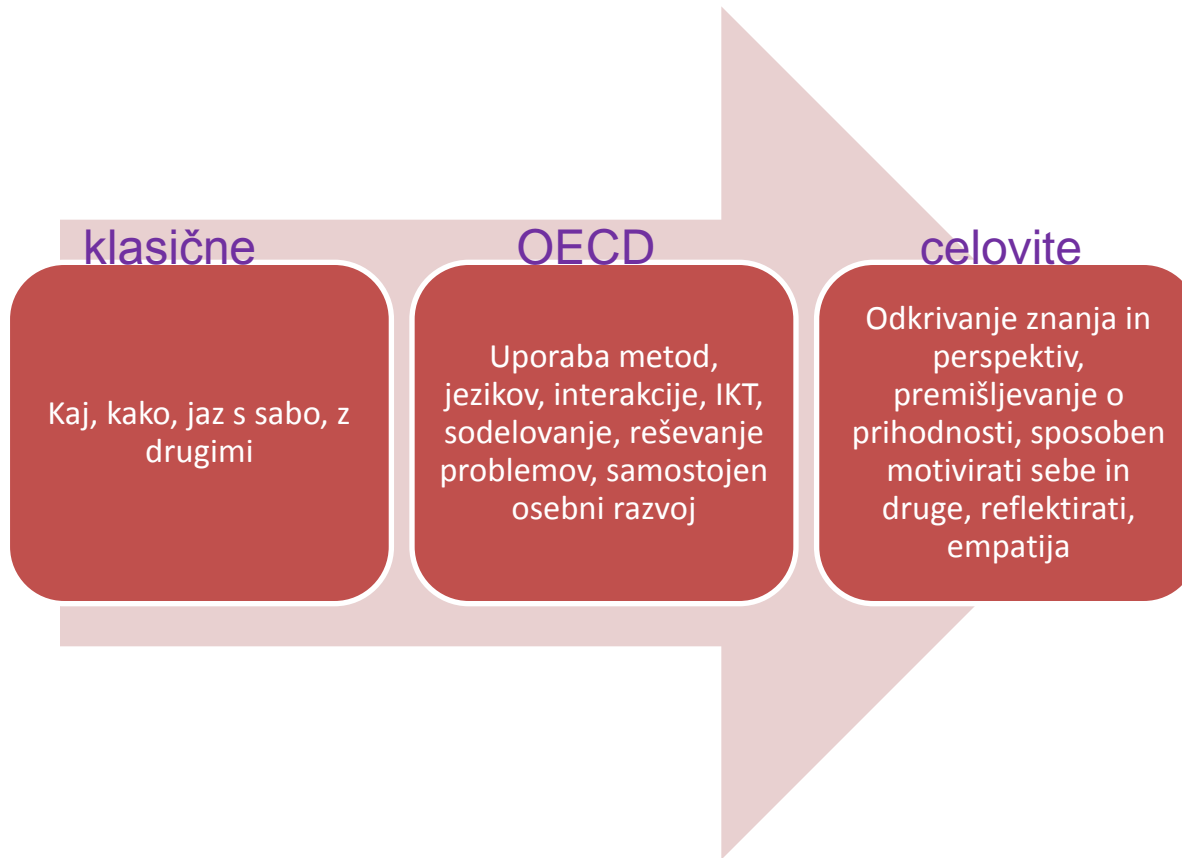 klasične
Kaj, kako, jaz s sabo, z
drugimi
OECD
Uporaba metod,
jezikov, interakcije, IKT,
sodelovanje, reševanje
problemov, samostojen
osebni razvoj
celovite
Odkrivanje znanja in
perspektiv,
premišljevanje o
prihodnosti, sposoben
motivirati sebe in
druge, reflektirati,
empatija